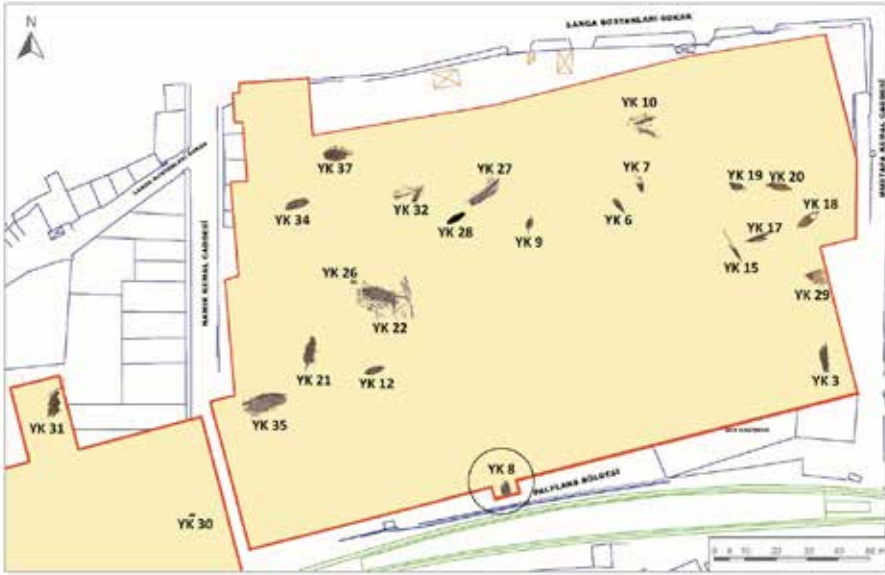 N
LANGA BOSTANLARI SOKAK
LANGA BOSTANLARI SOKAK
NAMIK KEMAL CADDESİ
MUSTAFA KEMAL CADDESİ
YK 10
YK 37
YK 27
YK 7
YK 19
YK 20
YK 34
YK 32
YK 28
YK 9
YK 6
YK 18
YK 17
YK 15
YK 26
YK 22
YK 29
YK 21
YK 12
YK 3
YK 31
YK 35
YK 8
YK 30